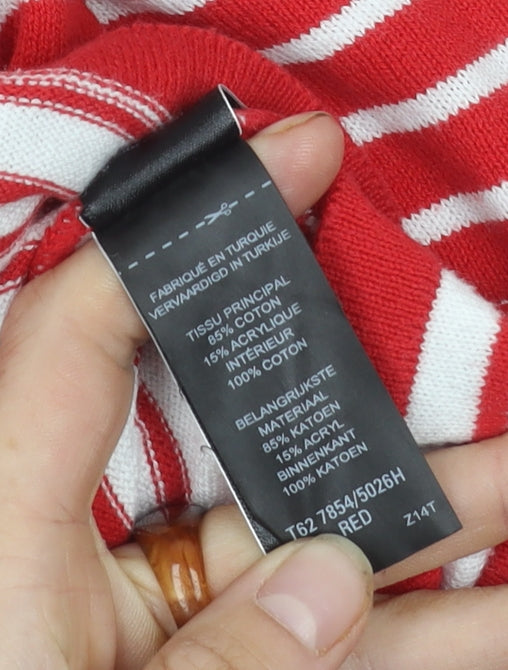 FABRIQUÉ EN TURQUIE
VERVAARDIGD IN TURKIJE
TISSU PRINCIPAL
85% COTON
15% ACRYLIQUE
INTÉRIEUR
100% COTON
BELANGRIJKSTE
MATERIAAL
85% KATOEN
15% ACRYL
BINNENKANT
100% KATOEN
T62 7854/5026H
RED
Z14T